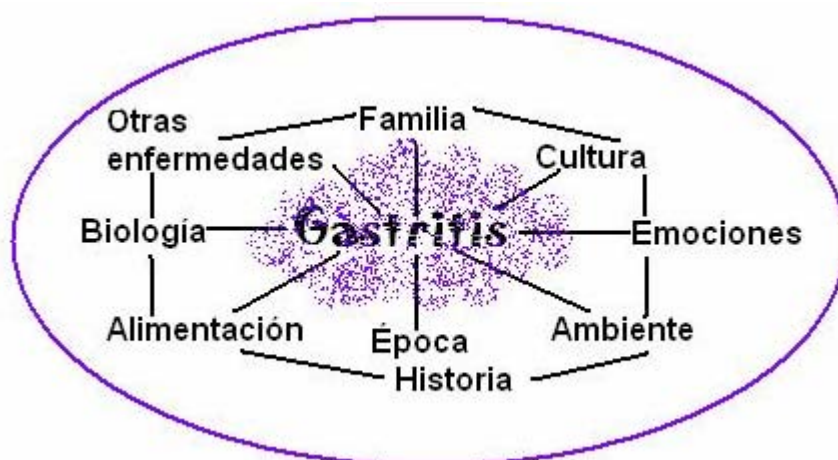 Familia
Otras
enfermedades
Cultura
Biología
Gastritis
Emociones
Alimentación
Época
Historia
Ambiente